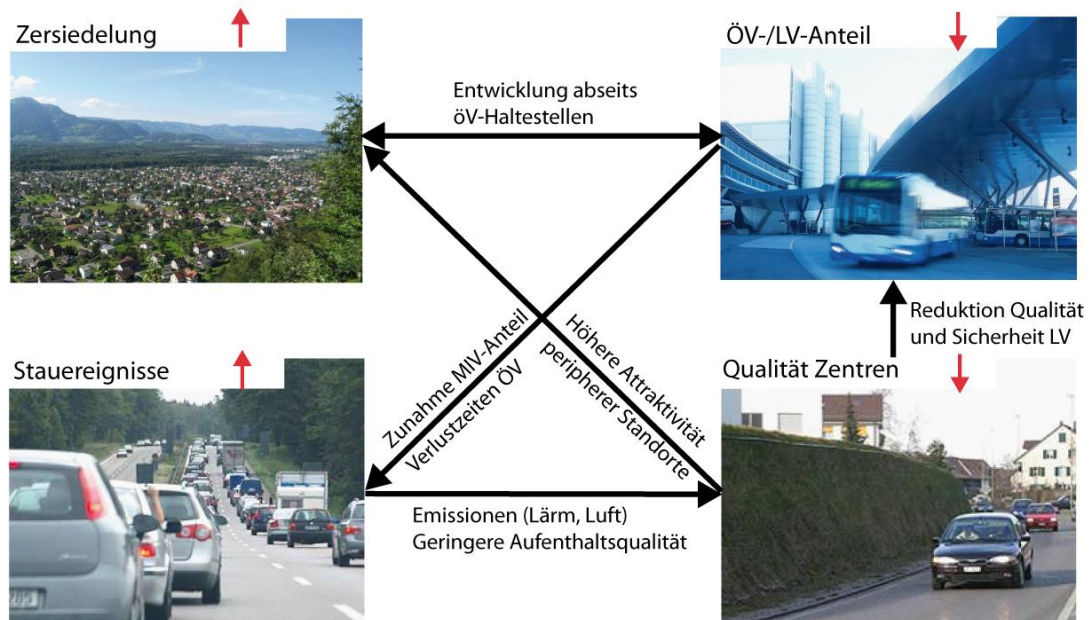 Zersiedelung
ÖV-/LV-Anteil
Entwicklung abseits
öV-Haltestellen
Zunahme MIV-Anteil
Verlustzeiten ÖV
Höhere Attraktivität
peripherer Standorte
Reduktion Qualität
und Sicherheit LV
Stauereignisse
Qualität Zentren
Emissionen (Lärm, Luft)
Geringere Aufenthaltsqualität